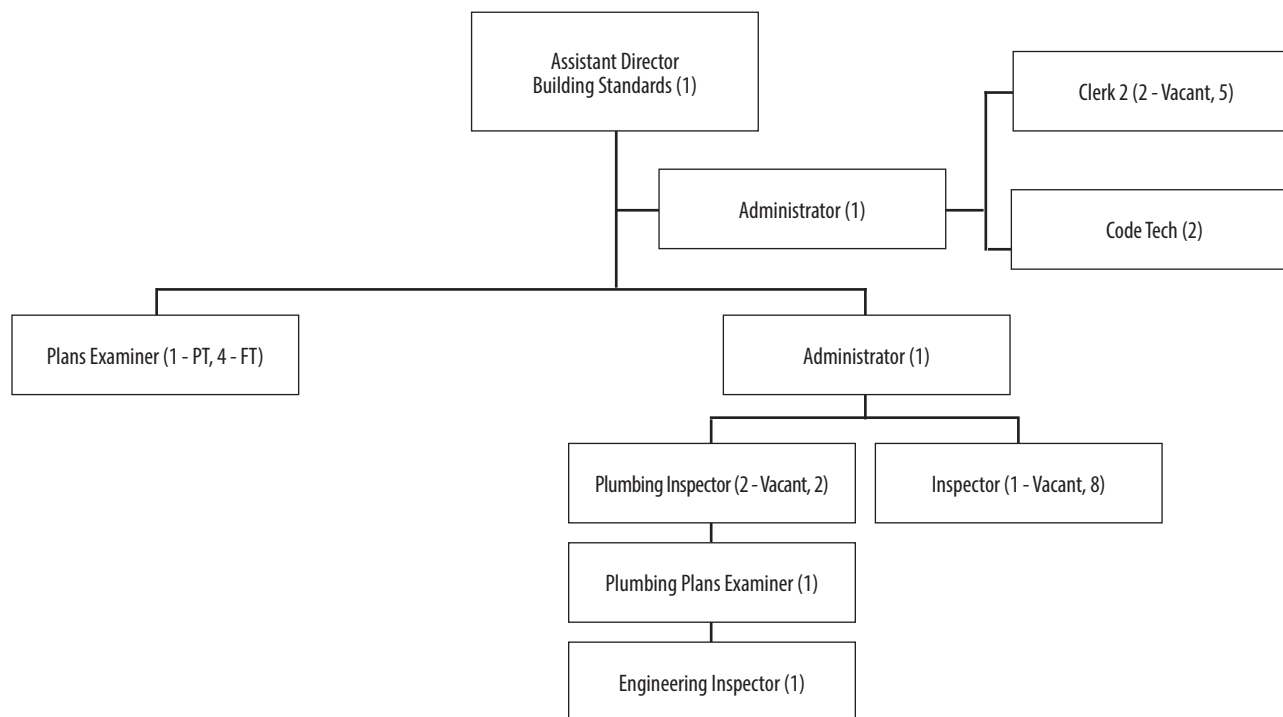 Assistant Director
Building Standards (1)
Clerk 2 (2 - Vacant, 5)
Administrator (1)
Code Tech (2)
Plans Examiner (1 - PT, 4 - FT)
Administrator (1)
Plumbing Inspector (2 - Vacant, 2)
Inspector (1 - Vacant, 8)
Plumbing Plans Examiner (1)
Engineering Inspector (1)